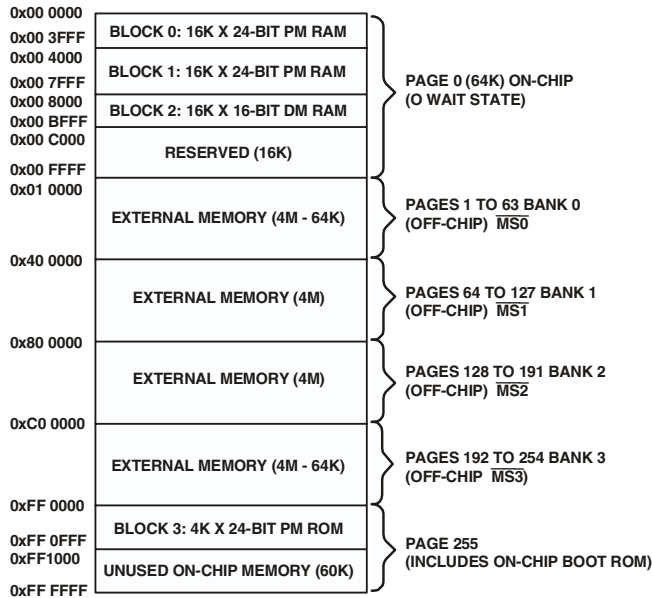 0x00 0000
BLOCK 0: 16K X 24-BIT PM RAM
0x00 3FFF
0x00 4000
BLOCK 1: 16K X 24-BIT PM RAM
0x00 7FFF
PAGE 0 (64K) ON-CHIP
(O WAIT STATE)
0x00 8000
BLOCK 2: 16K X 16-BIT DM RAM
0x00 BFFF
0x00 C000
RESERVED (16K)
0x00 FFFF
0x01 0000
EXTERNAL MEMORY (4M - 64K)
PAGES 1 TO 63 BANK 0
(OFF-CHIP) MS0
0x40 0000
EXTERNAL MEMORY (4M)
PAGES 64 TO 127 BANK 1
(OFF-CHIP) MS1
0x80 0000
EXTERNAL MEMORY (4M)
PAGES 128 TO 191 BANK 2
(OFF-CHIP) MS2
0xC0 0000
EXTERNAL MEMORY (4M - 64K)
PAGES 192 TO 254 BANK 3
(OFF-CHIP MS3)
0xFF 0000
BLOCK 3: 4K X 24-BIT PM ROM
0xFF 0FFF
0xFF1000
PAGE 255
(INCLUDES ON-CHIP BOOT ROM)
UNUSED ON-CHIP MEMORY (60K)
0xFF FFFF